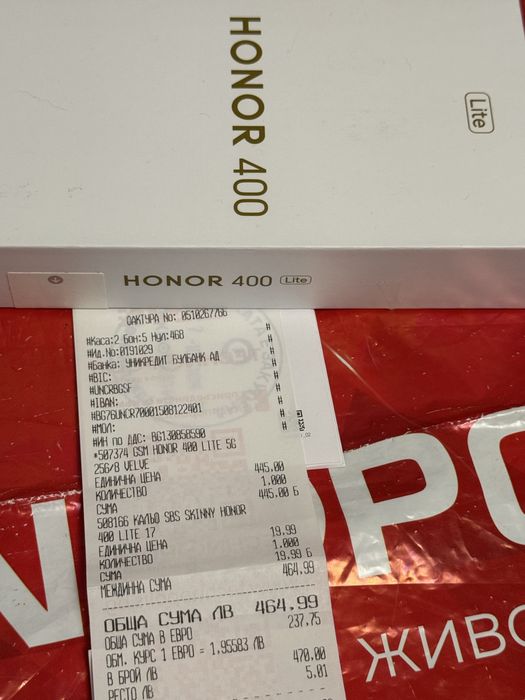 HONOR 400
Lite
HONOR 400 Lite
ФАКТУРА No: 0510267766
#Каса:2 Бон:5 Нул:468 #
#Ид.No:0191029 #
#Банка: УНИКРЕДИТ БУЛБАНК АД #
#BIC: #
#UNCRBGSF #
#IBAN: #
#BG76UNCR70001508122401 #
#МОЛ: #
#ИН по ДДС: BG130858590 #
*507374 GSM HONOR 400 LITE 5G
256/8 VELVE
ЕДИНИЧНА ЦЕНА 445.00
КОЛИЧЕСТВО 1.000
СУМА 445.00 Б
508166 КАЛЪФ SBS SKINNY HONOR
400 LITE 17
ЕДИНИЧНА ЦЕНА 19.99
КОЛИЧЕСТВО 1.000
СУМА 19.99 Б
МЕЖДИННА СУМА 464.99
ОБЩА СУМА ЛВ 464.99
ОБЩА СУМА В ЕВРО 237.75
ОБМ. КУРС 1 ЕВРО = 1.95583 ЛВ
В БРОЙ ЛВ 470.00
РЕСТО ЛВ 5.01
ЖИВО